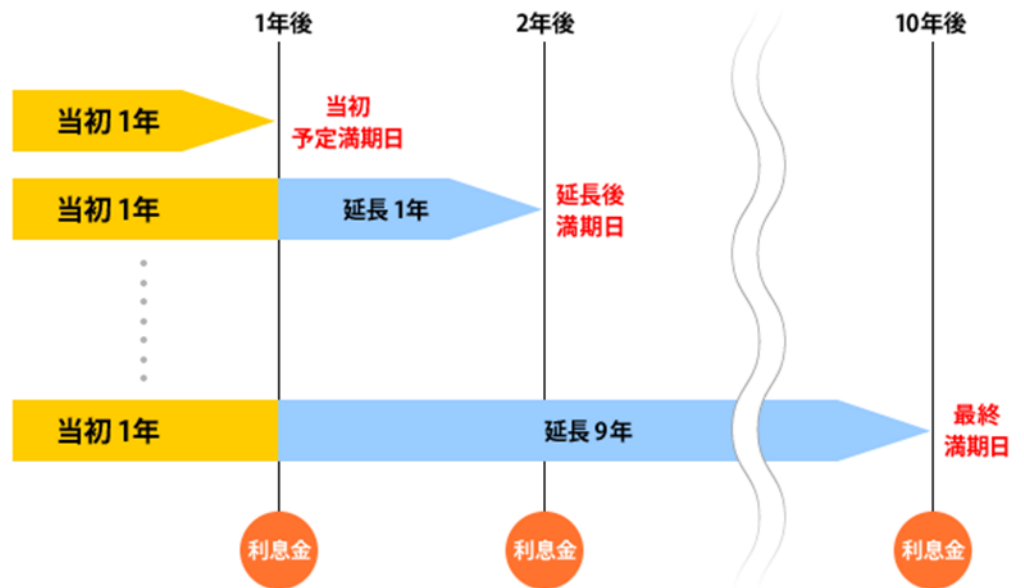 1年後
2年後
10年後
当初 1年
当初
予定満期日
当初 1年
延長 1年
延長後
満期日
当初 1年
延長 9年
最終
満期日
利息金
利息金
利息金